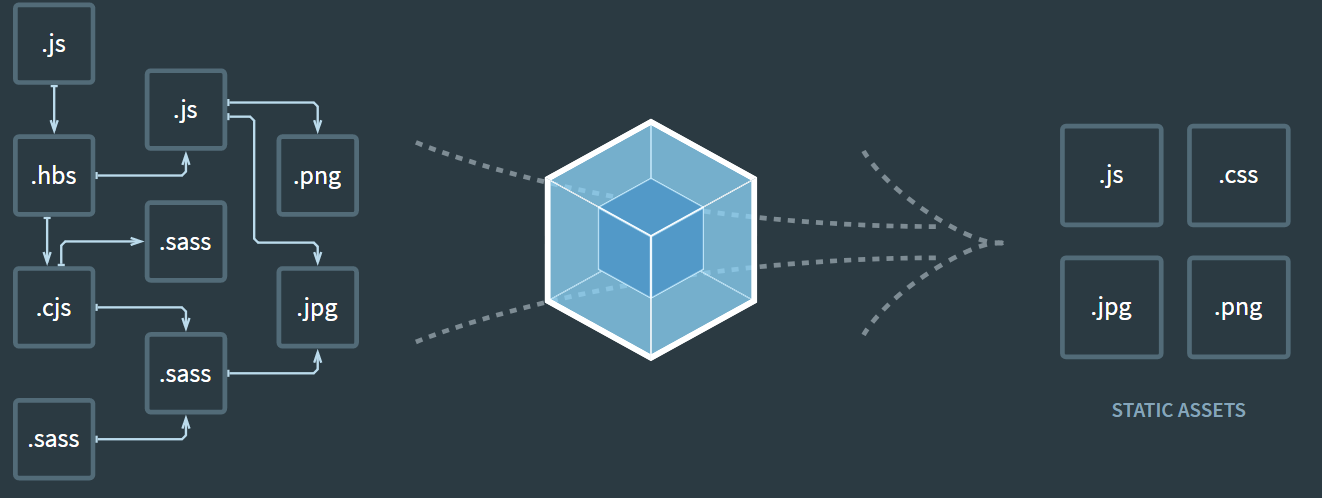 .js
.js
.hbs
.png
.sass
.cjs
.jpg
.sass
.sass
.js
.css
.jpg
.png
STATIC ASSETS